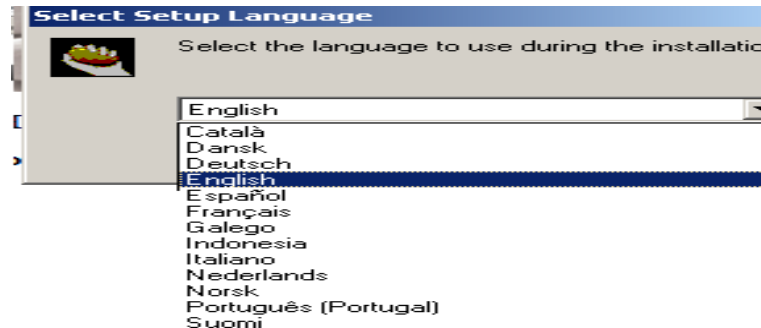 Select Setup Language
Select the language to use during the
English
Català
Dansk
Deutsch
English
Español
Français
Galego
Indonesia
Italiano
Nederlands
Norsk
Português (Portugal)
Suomi